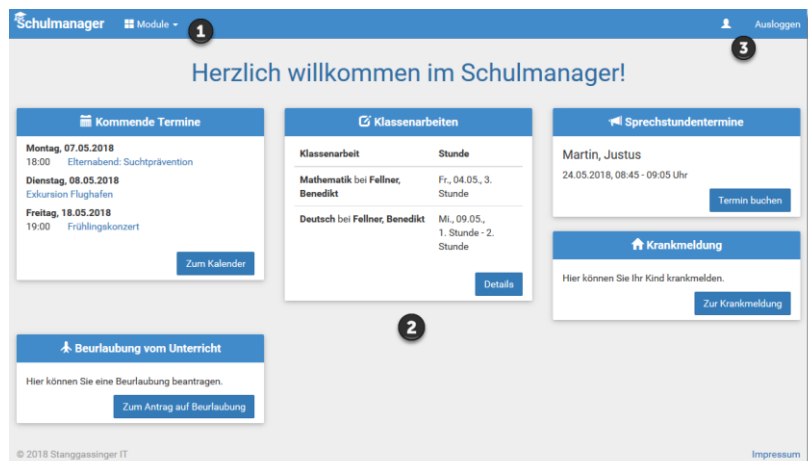 Schulmanager Module 1 Ausloggen
3
Herzlich willkommen im Schulmanager!
Kommende Termine
Montag, 07.05.2018
18:00 Elternabend: Suchtprävention
Dienstag, 08.05.2018
Exkursion Flughafen
Freitag, 18.05.2018
19:00 Frühlingskonzert
Zum Kalender
Klassenarbeiten
Klassenarbeit Stunde
Mathematik bei Fellner, Fr., 04.05., 3.
Benedikt Stunde
Deutsch bei Fellner, Benedikt Mi., 09.05.,
1. Stunde - 2.
Stunde
Details
2
Sprechstundentermine
Martin, Justus
24.05.2018, 08:45 - 09:05 Uhr
Termin buchen
Krankmeldung
Hier können Sie Ihr Kind krankmelden.
Zur Krankmeldung
Beurlaubung vom Unterricht
Hier können Sie eine Beurlaubung beantragen.
Zum Antrag auf Beurlaubung
© 2018 Stanggassinger IT Impressum